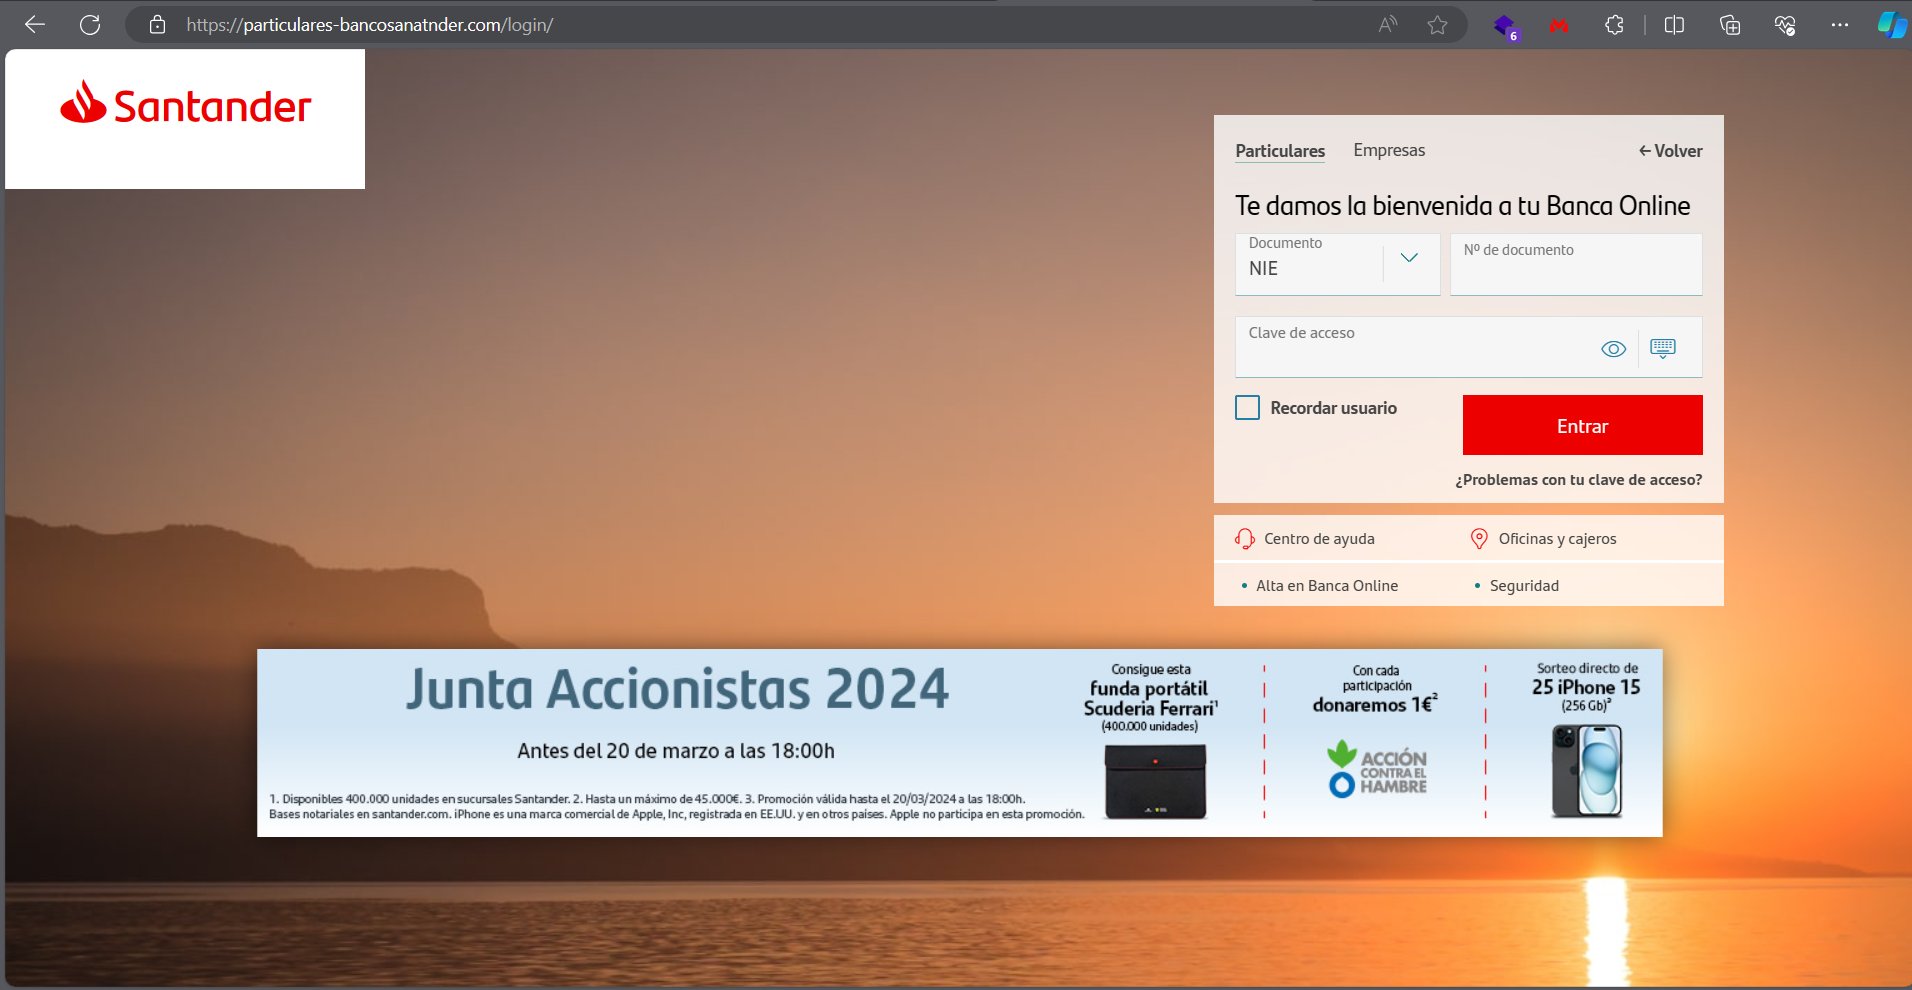 https://particulares-bancosanatnder.com/login/
6
Santander
Particulares Empresas ← Volver
Te damos la bienvenida a tu Banca Online
Documento
NIE
Nº de documento
Clave de acceso
Recordar usuario
Entrar
¿Problemas con tu clave de acceso?
Centro de ayuda
Oficinas y cajeros
• Alta en Banca Online
• Seguridad
Junta Accionistas 2024
Antes del 20 de marzo a las 18:00h
1. Disponibles 400.000 unidades en sucursales Santander. 2. Hasta un máximo de 45.000€. 3. Promoción válida hasta el 20/03/2024 a las 18:00h.
Bases notariales en santander.com. iPhone es una marca comercial de Apple, Inc, registrada en EE.UU. y en otros países. Apple no participa en esta promoción.
Consigue esta
funda portátil
Scuderia Ferrari¹
(400.000 unidades)
Con cada
participación
donaremos 1€²
ACCIÓN
CONTRA EL
HAMBRE
Sorteo directo de
25 iPhone 15
(256 Gb)³